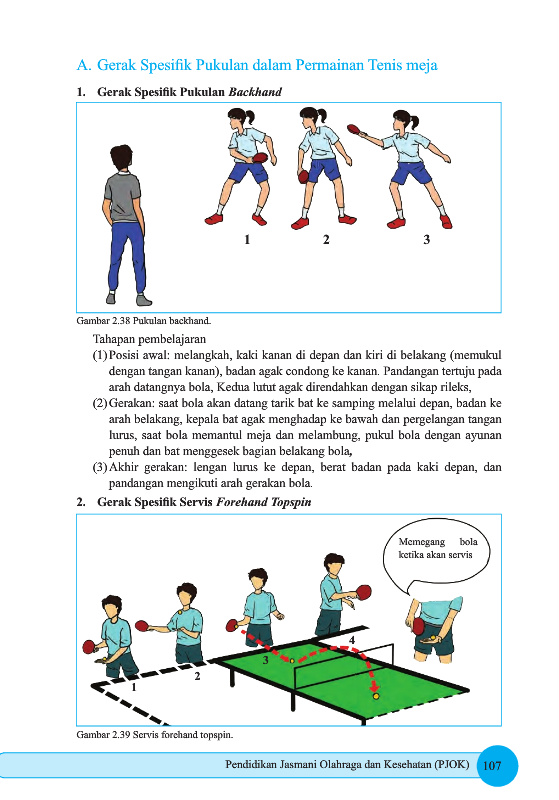 A. Gerak Spesifik Pukulan dalam Permainan Tenis meja
1. Gerak Spesifik Pukulan Backhand
1 2 3
Gambar 2.38 Pukulan backhand.
Tahapan pembelajaran
(1) Posisi awal: melangkah, kaki kanan di depan dan kiri di belakang (memukul
dengan tangan kanan), badan agak condong ke kanan. Pandangan tertuju pada
arah datangnya bola, Kedua lutut agak direndahkan dengan sikap rileks,
(2) Gerakan: saat bola akan datang tarik bat ke samping melalui depan, badan ke
arah belakang, kepala bat agak menghadap ke bawah dan pergelangan tangan
lurus, saat bola memantul meja dan melambung, pukul bola dengan ayunan
penuh dan bat menggesek bagian belakang bola,
(3) Akhir gerakan: lengan lurus ke depan, berat badan pada kaki depan, dan
pandangan mengikuti arah gerakan bola.
2. Gerak Spesifik Servis Forehand Topspin
Memegang bola
ketika akan servis
1 2 3 4
Gambar 2.39 Servis forehand topspin.
Pendidikan Jasmani Olahraga dan Kesehatan (PJOK) 107